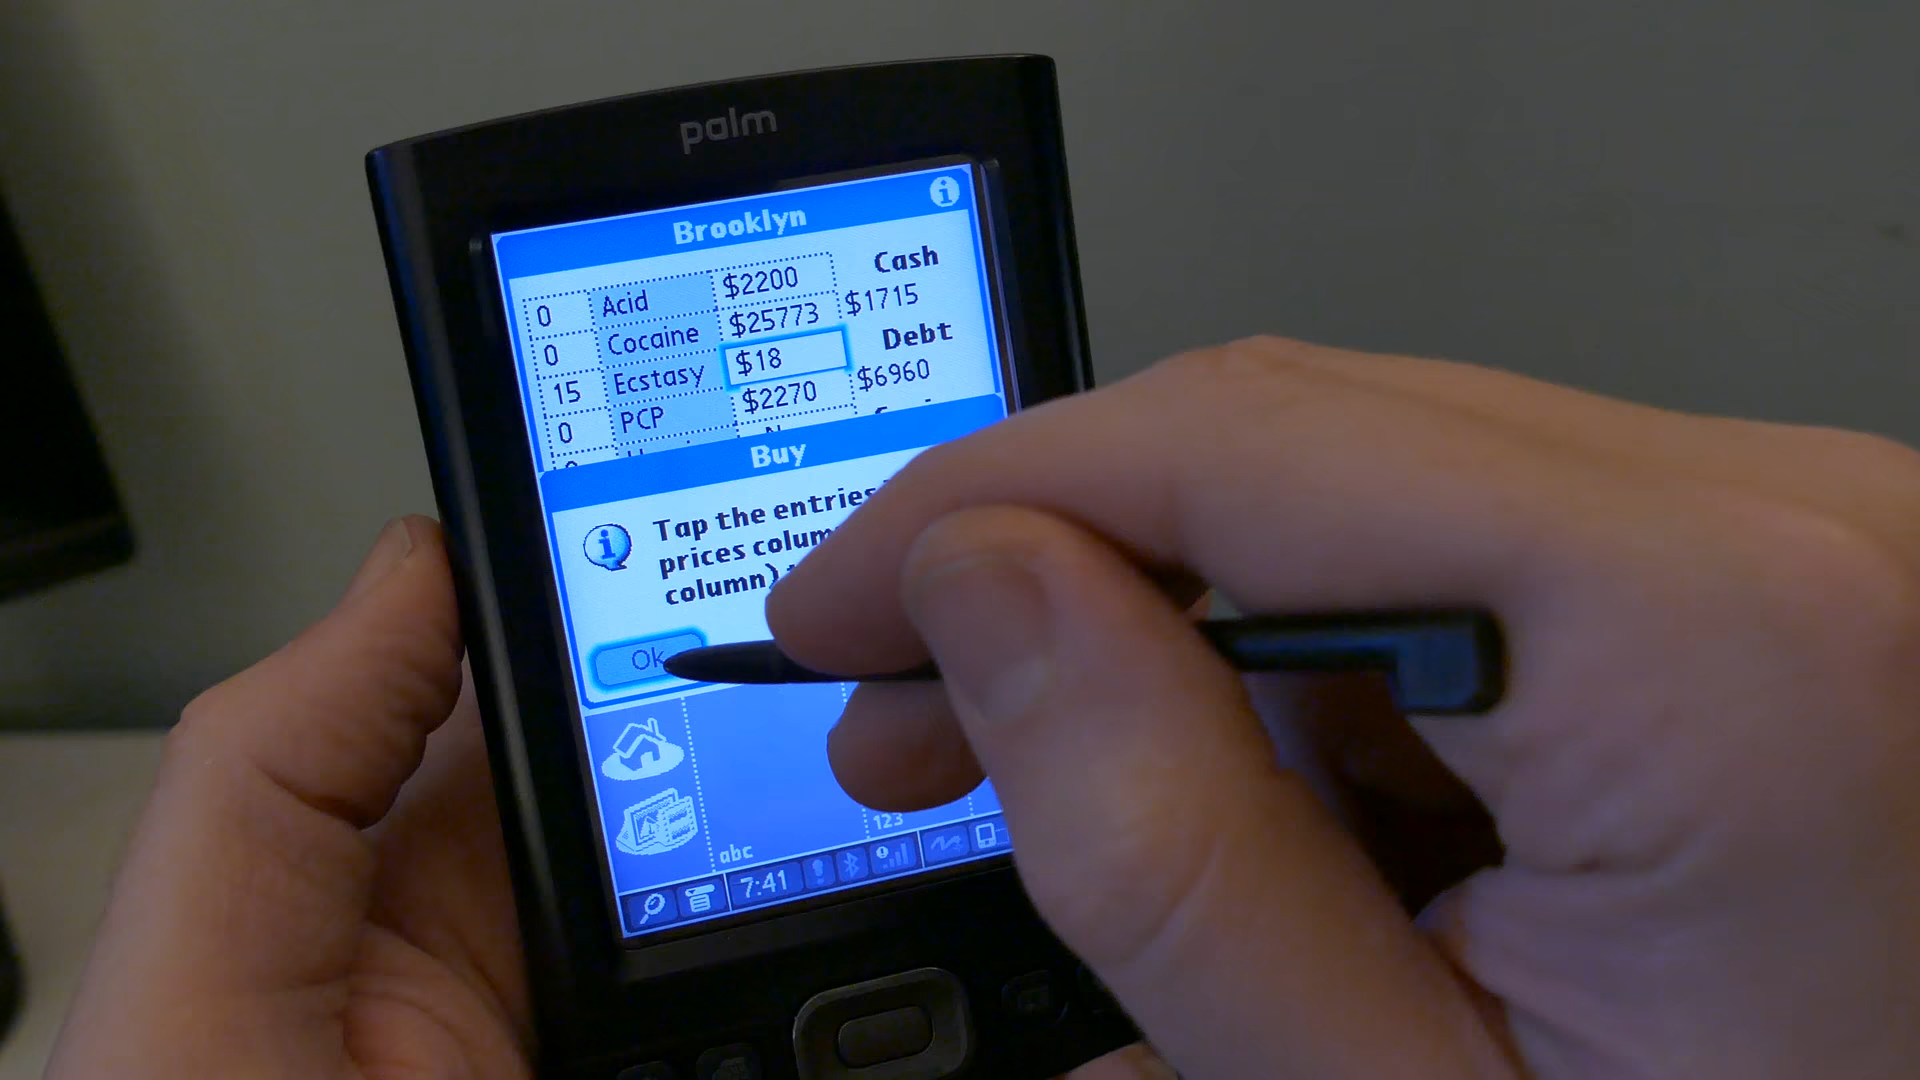 palm
Brooklyn
Cash
0 Acid $2200
$1715
0 Cocaine $25773
Debt
15 Ecstasy $18
$6960
0 PCP $2270
Buy
Tap the entries
prices
column)
Ok
123
abc
7:41